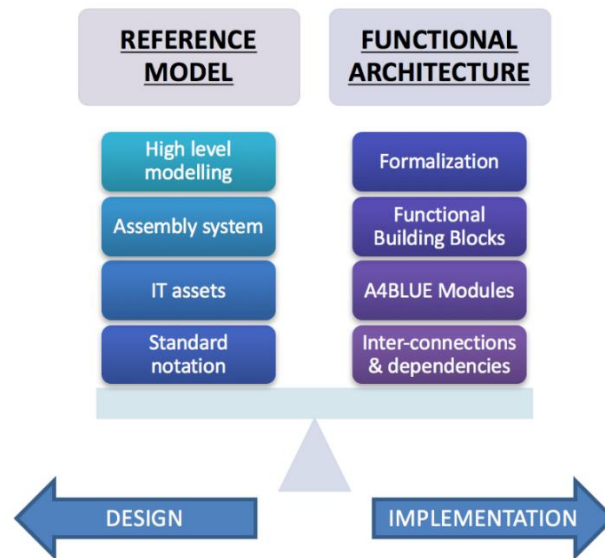 REFERENCE
MODEL
High level
modelling
Assembly system
IT assets
Standard
notation
FUNCTIONAL
ARCHITECTURE
Formalization
Functional
Building Blocks
A4BLUE Modules
Inter-connections
& dependencies
DESIGN
IMPLEMENTATION